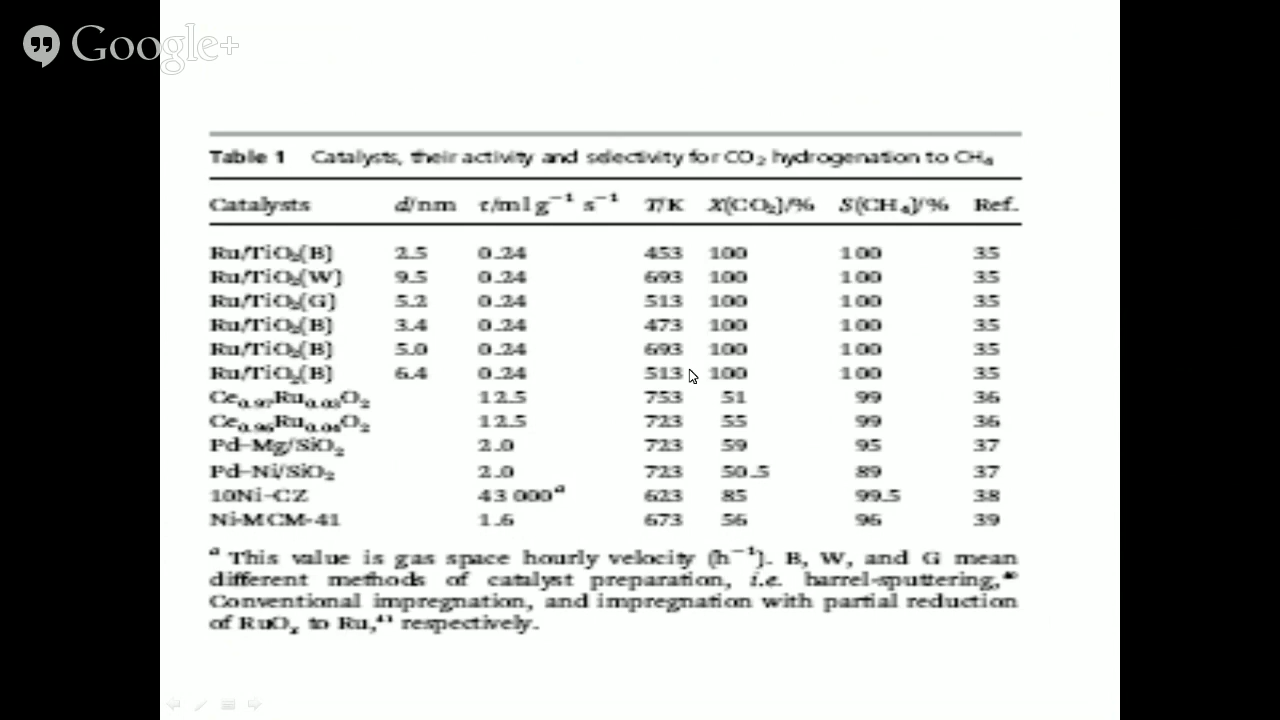 Google+
Table 1 Catalysts, their activity and selectivity for CO₂ hydrogenation to CH₄
Catalysts d/nm τ/ml g⁻¹ s⁻¹ T/K X(CO₂)/% S(CH₄)/% Ref.
Ru/TiO₂(B) 2.5 0.24 453 100 100 35
Ru/TiO₂(W) 9.5 0.24 693 100 100 35
Ru/TiO₂(G) 5.2 0.24 513 100 100 35
Ru/TiO₂(B) 3.4 0.24 473 100 100 35
Ru/TiO₂(B) 5.0 0.24 693 100 100 35
Ru/TiO₂(B) 6.4 0.24 513 100 100 35
Ce₀.₉₇Ru₀.₀₃O₂ 12.5 753 51 99 36
Ce₀.₉₆Ru₀.₀₄O₂ 12.5 723 55 99 36
Pd–Mg/SiO₂ 2.0 723 59 95 37
Pd–Ni/SiO₂ 2.0 723 50.5 89 37
10Ni–CZ 43 000ᵃ 623 85 99.5 38
Ni-MCM-41 1.6 673 56 96 39
ᵃ This value is gas space hourly velocity (h⁻¹). B, W, and G mean
different methods of catalyst preparation, i.e. barrel-sputtering,⁴⁰
Conventional impregnation, and impregnation with partial reduction
of RuOₓ to Ru,⁴¹ respectively.